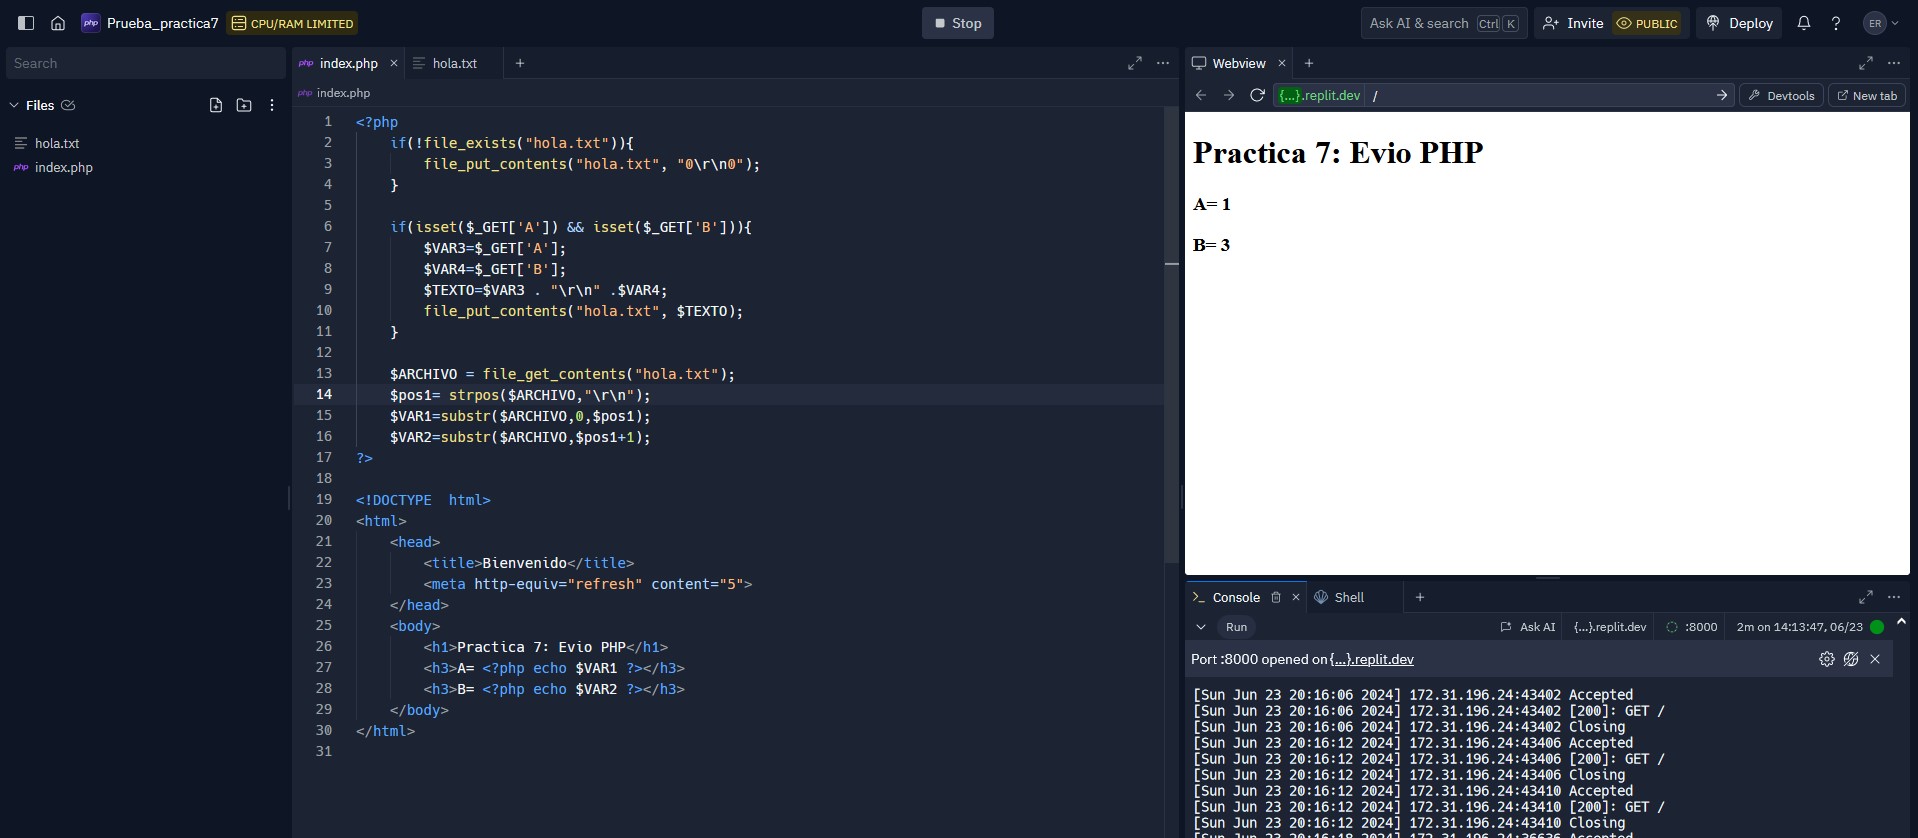 Prueba_practica7
CPU/RAM LIMITED
Stop
Ask AI & search Ctrl K
Invite
PUBLIC
Deploy
ER
Search
Files
hola.txt
php index.php
php index.php
hola.txt
php index.php
1 <?php
2 if(!file_exists("hola.txt")){
3 file_put_contents("hola.txt", "0\r\n0");
4 }
5
6 if(isset($_GET['A']) && isset($_GET['B'])){
7 $VAR3=$_GET['A'];
8 $VAR4=$_GET['B'];
9 $TEXTO=$VAR3 . "\r\n" .$VAR4;
10 file_put_contents("hola.txt", $TEXTO);
11 }
12
13 $ARCHIVO = file_get_contents("hola.txt");
14 $pos1= strpos($ARCHIVO,"\r\n");
15 $VAR1=substr($ARCHIVO,0,$pos1);
16 $VAR2=substr($ARCHIVO,$pos1+1);
17 ?>
18
19 <!DOCTYPE  html>
20 <html>
21 <head>
22 <title>Bienvenido</title>
23 <meta http-equiv="refresh" content="5">
24 </head>
25 <body>
26 <h1>Practica 7: Evio PHP</h1>
27 <h3>A= <?php echo $VAR1 ?></h3>
28 <h3>B= <?php echo $VAR2 ?></h3>
29 </body>
30 </html>
31
Webview
{...}.replit.dev /
Devtools
New tab
Practica 7: Evio PHP
A= 1
B= 3
Console
Shell
Run
Ask AI
{...}.replit.dev
:8000
2m on 14:13:47, 06/23
Port :8000 opened on {...}.replit.dev
[Sun Jun 23 20:16:06 2024] 172.31.196.24:43402 Accepted
[Sun Jun 23 20:16:06 2024] 172.31.196.24:43402 [200]: GET /
[Sun Jun 23 20:16:06 2024] 172.31.196.24:43402 Closing
[Sun Jun 23 20:16:12 2024] 172.31.196.24:43406 Accepted
[Sun Jun 23 20:16:12 2024] 172.31.196.24:43406 [200]: GET /
[Sun Jun 23 20:16:12 2024] 172.31.196.24:43406 Closing
[Sun Jun 23 20:16:12 2024] 172.31.196.24:43410 Accepted
[Sun Jun 23 20:16:12 2024] 172.31.196.24:43410 [200]: GET /
[Sun Jun 23 20:16:12 2024] 172.31.196.24:43410 Closing